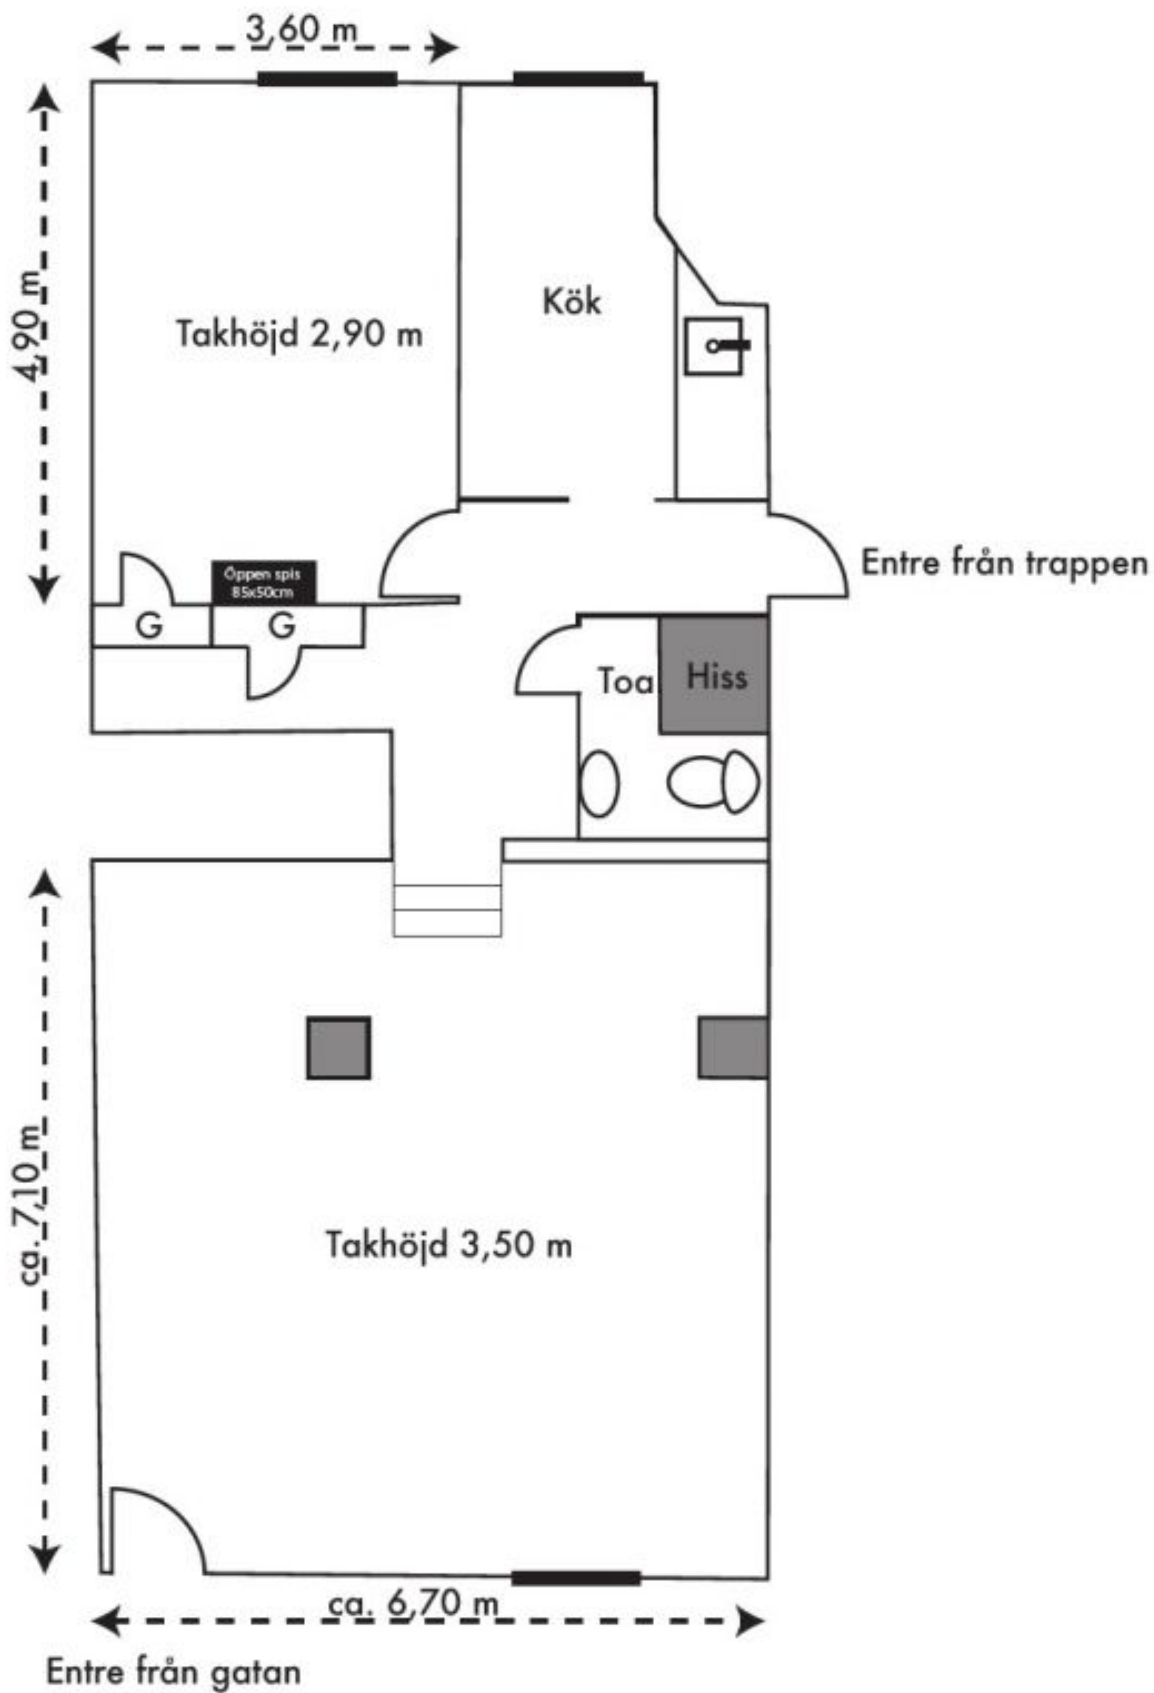 3,60 m
4,90 m
Takhöjd 2,90 m
Kök
Öppen spis
85x50cm
Entre från trappen
G
G
Toa
Hiss
ca. 7,10 m
Takhöjd 3,50 m
ca. 6,70 m
Entre från gatan